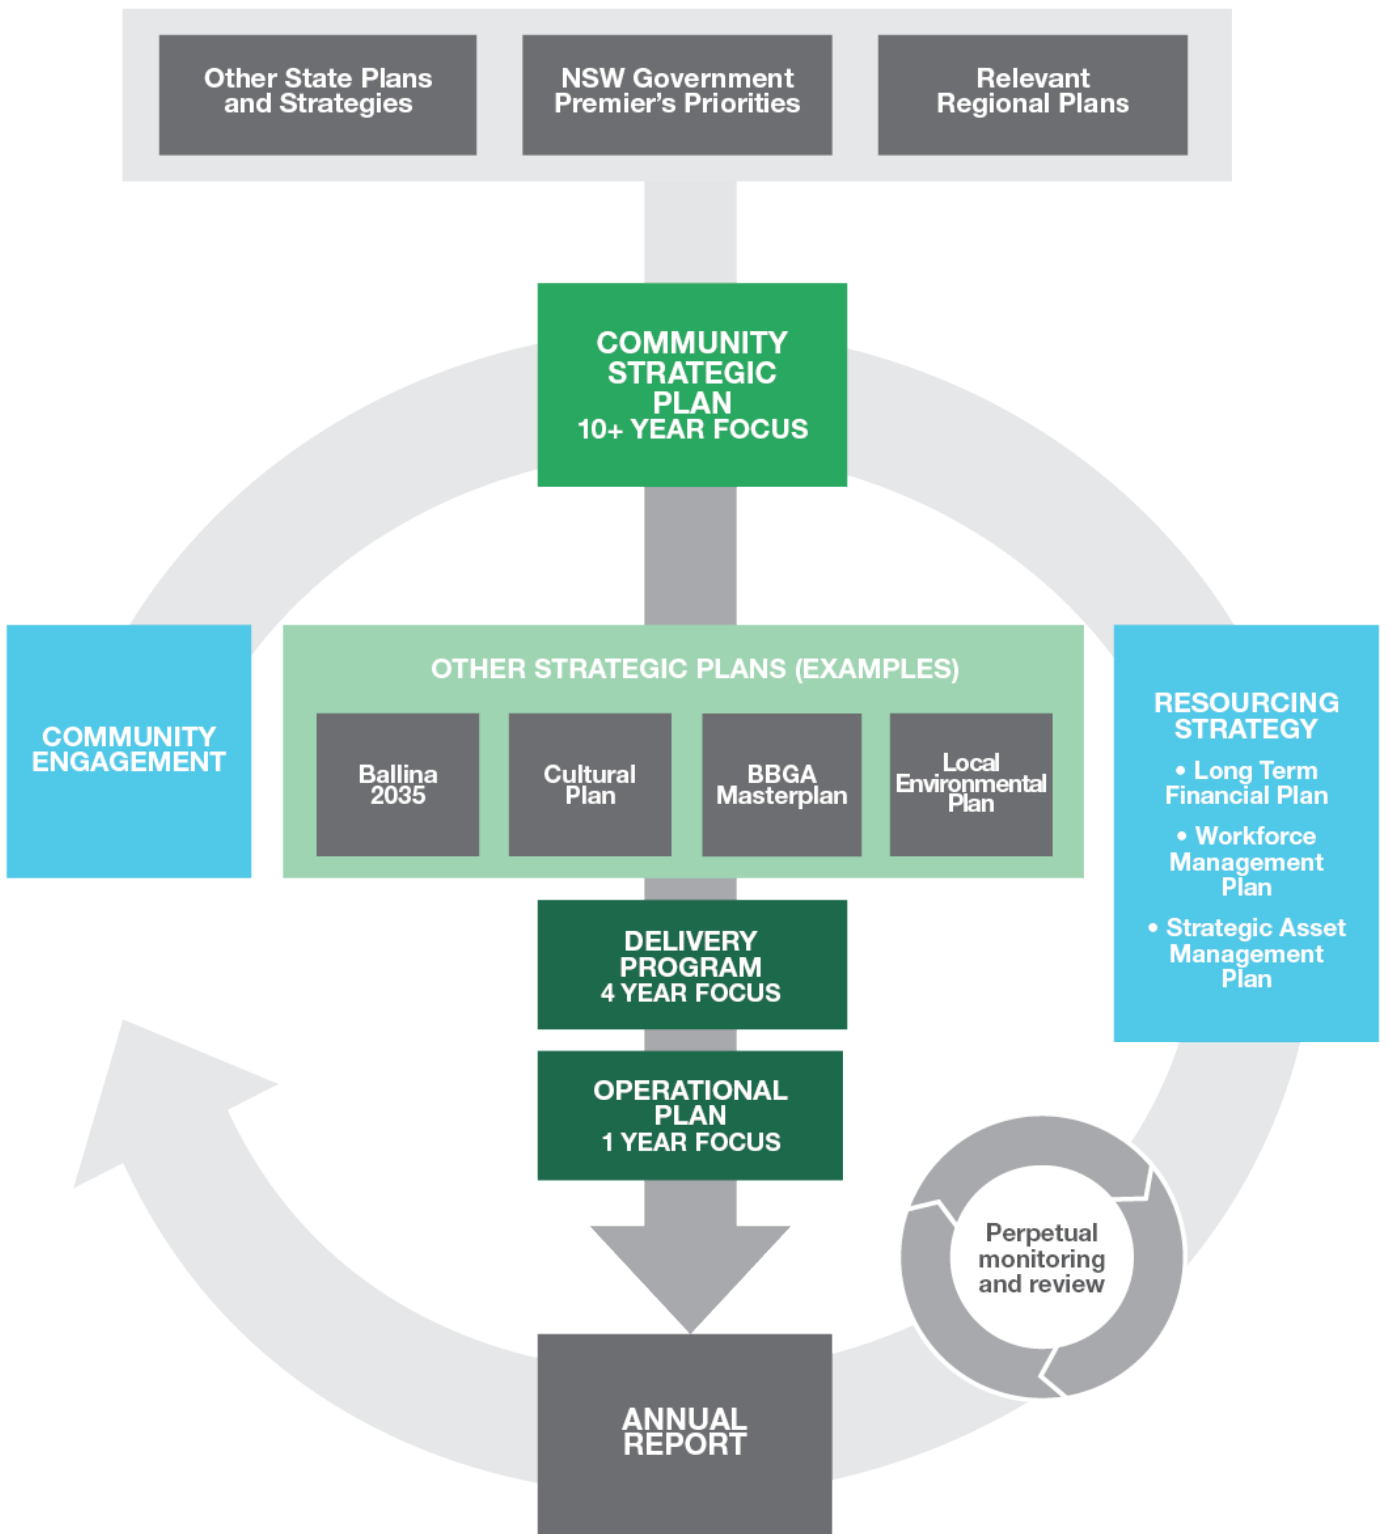 Other State Plans
and Strategies
NSW Government
Premier's Priorities
Relevant
Regional Plans
COMMUNITY
STRATEGIC
PLAN
10+ YEAR FOCUS
COMMUNITY
ENGAGEMENT
OTHER STRATEGIC PLANS (EXAMPLES)
Ballina
2035
Cultural
Plan
BBGA
Masterplan
Local
Environmental
Plan
RESOURCING
STRATEGY
• Long Term
Financial Plan
• Workforce
Management
Plan
• Strategic Asset
Management
Plan
DELIVERY
PROGRAM
4 YEAR FOCUS
OPERATIONAL
PLAN
1 YEAR FOCUS
Perpetual
monitoring
and review
ANNUAL
REPORT